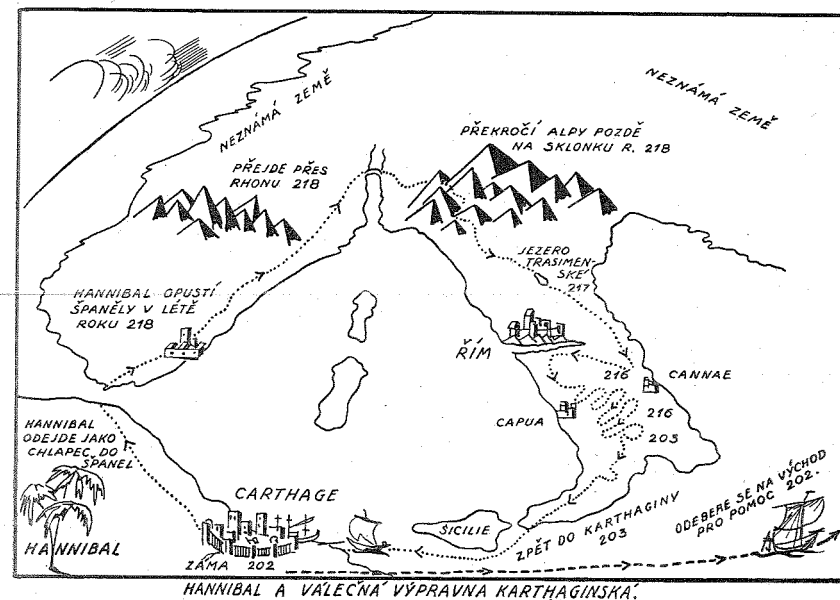 NEZNÁMÁ ZEMĚ
NEZNÁMÁ ZEMĚ
PŘEKROČÍ ALPY POZDĚ
NA SKLONKU R. 218
PŘEJDE PŘES
RHONU 218
JEZERO
TRASIMEN-
SKÉ
217
HANNIBAL OPUSTÍ
ŠPANĚLY V LÉTĚ
ROKU 218
ŘÍM
216
CANNAE
CAPUA
216
203
HANNIBAL
ODEJDE JAKO
CHLAPEC DO
ŠPANĚL
CARTHAGE
SICILIE
ZPĚT DO KARTHAGINY
203
ODEBERE SE NA VÝCHOD
PRO POMOC 202.
HANNIBAL
ZÁMA 202
HANNIBAL A VÁLEČNÁ VÝPRAVNA KARTHAGINSKÁ.